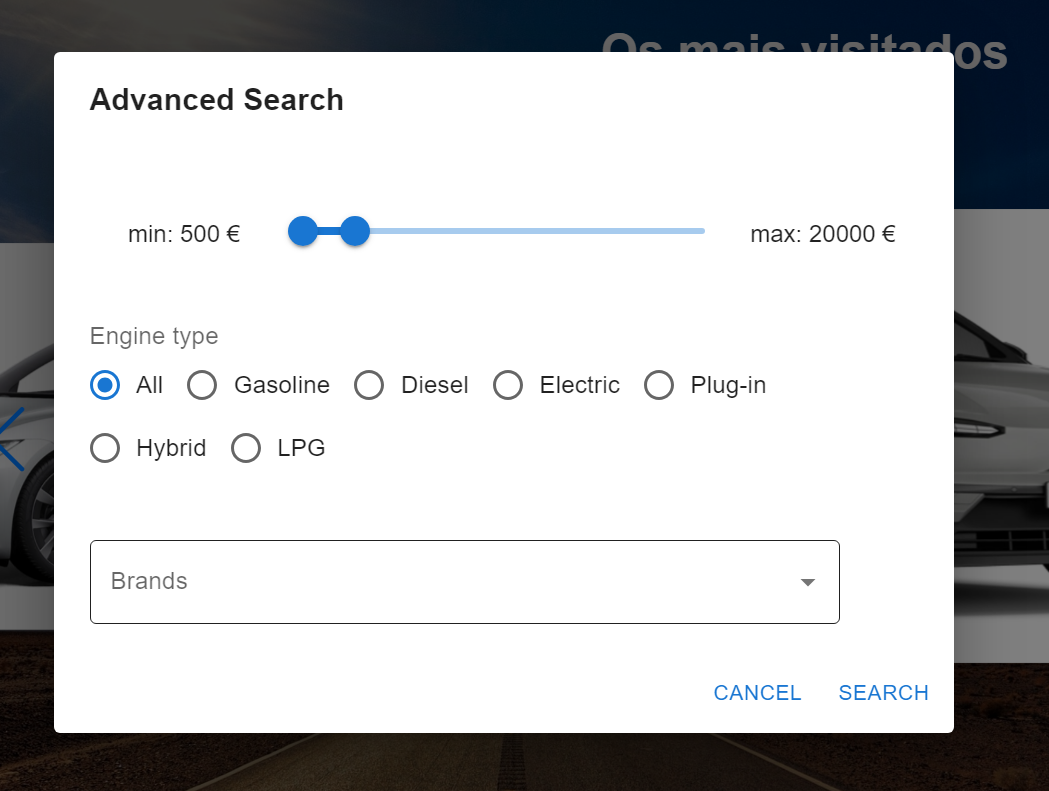 Os mais visitados
Advanced Search
min: 500 € max: 20000 €
Engine type
All Gasoline Diesel Electric Plug-in
Hybrid LPG
Brands
CANCEL SEARCH